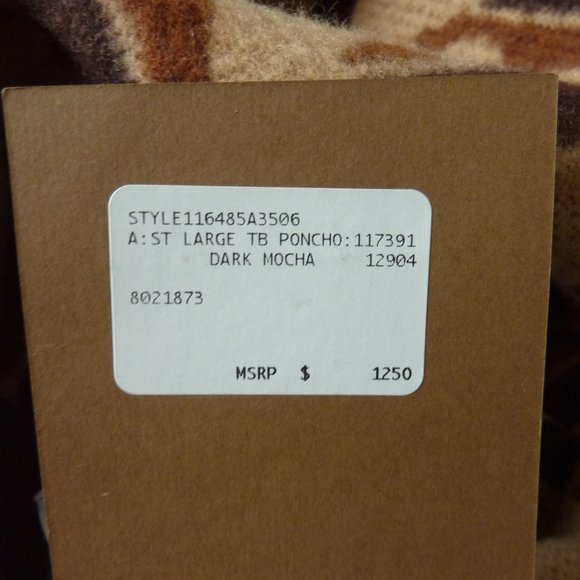 STYLE116485A3506
A:ST LARGE TB PONCHO:117391
DARK MOCHA 12904
8021873
MSRP $ 1250